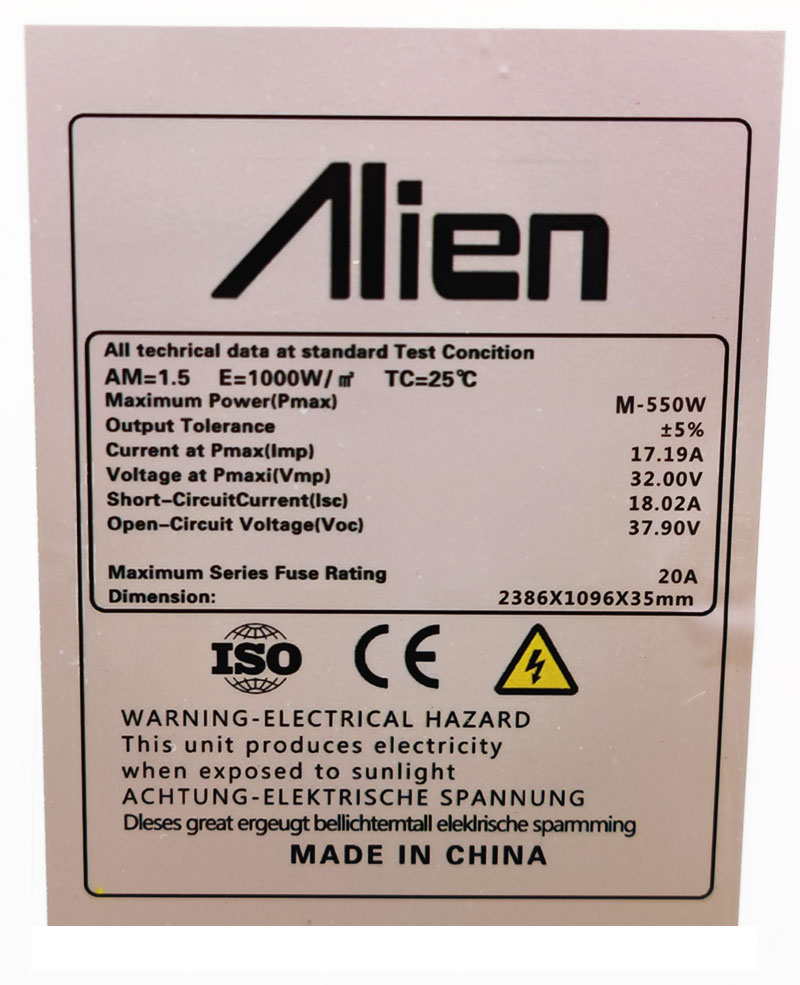 Alien
All technical data at standard Test Concition
AM=1.5 E=1000W/㎡ TC=25℃
Maximum Power(Pmax) M-550W
Output Tolerance ±5%
Current at Pmax(Imp) 17.19A
Voltage at Pmaxi(Vmp) 32.00V
Short-CircuitCurrent(Isc) 18.02A
Open-Circuit Voltage(Voc) 37.90V
Maximum Series Fuse Rating 20A
Dimension: 2386X1096X35mm
ISO CE
WARNING-ELECTRICAL HAZARD
This unit produces electricity
when exposed to sunlight
ACHTUNG-ELEKTRISCHE SPANNUNG
Dleses great ergeugt bellichterntall eleklrische sparmming
MADE IN CHINA